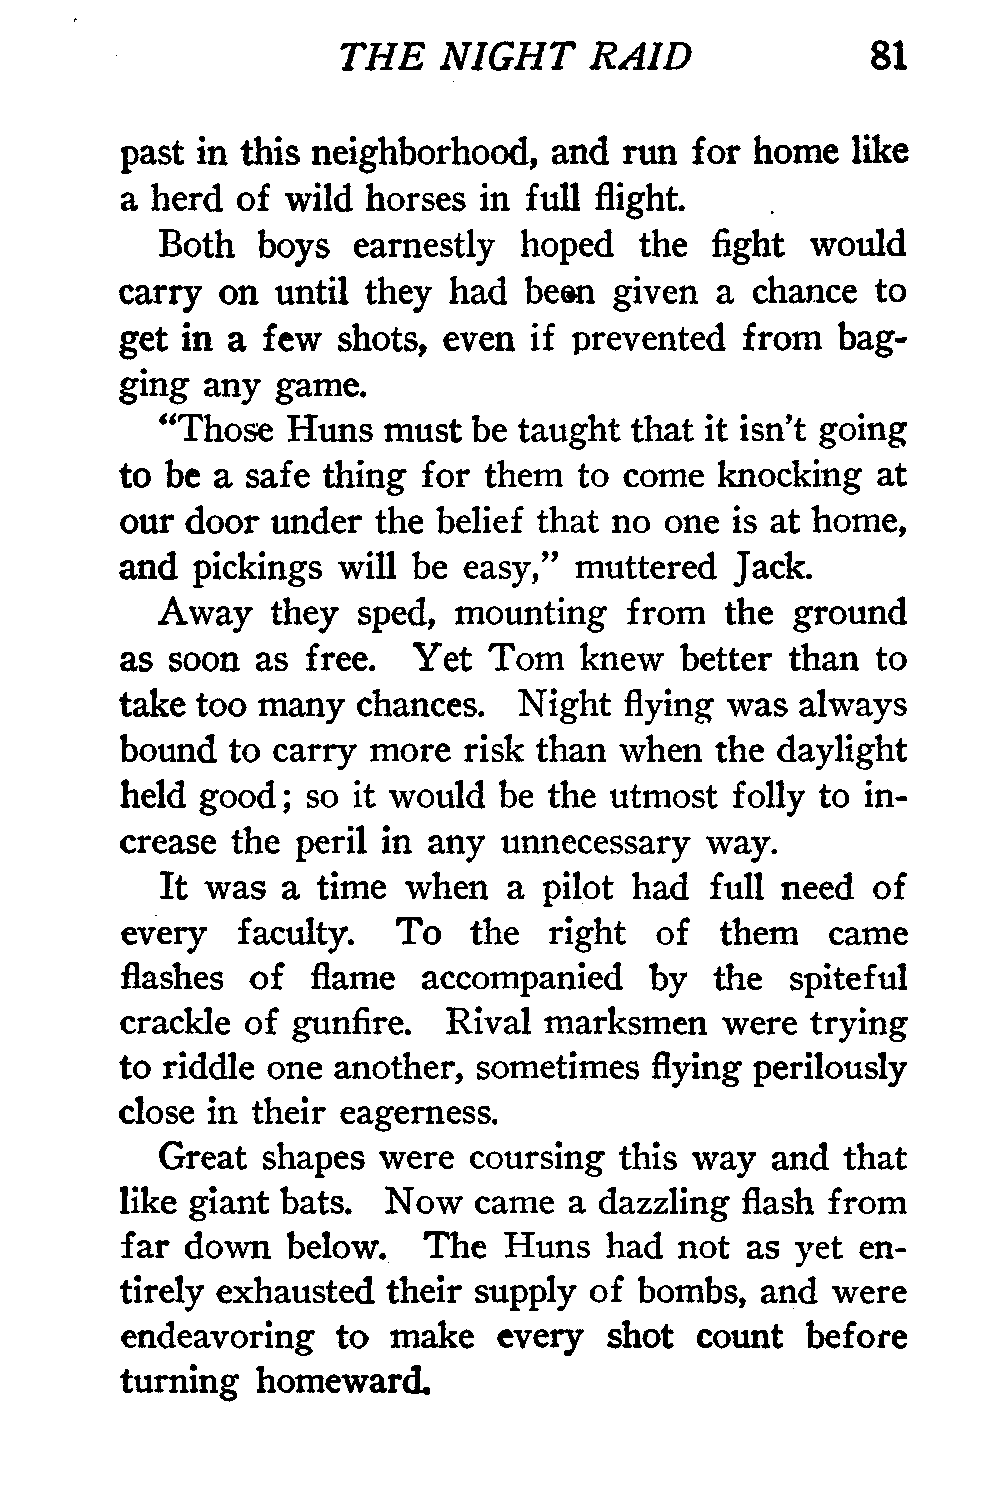 THE NIGHT RAID 81
past in this neighborhood, and run for home like
a herd of wild horses in full flight.
Both boys earnestly hoped the fight would
carry on until they had been given a chance to
get in a few shots, even if prevented from bag-
ging any game.
“Those Huns must be taught that it isn’t going
to be a safe thing for them to come knocking at
our door under the belief that no one is at home,
and pickings will be easy,” muttered Jack.
Away they sped, mounting from the ground
as soon as free. Yet Tom knew better than to
take too many chances. Night flying was always
bound to carry more risk than when the daylight
held good; so it would be the utmost folly to in-
crease the peril in any unnecessary way.
It was a time when a pilot had full need of
every faculty. To the right of them came
flashes of flame accompanied by the spiteful
crackle of gunfire. Rival marksmen were trying
to riddle one another, sometimes flying perilously
close in their eagerness.
Great shapes were coursing this way and that
like giant bats. Now came a dazzling flash from
far down below. The Huns had not as yet en-
tirely exhausted their supply of bombs, and were
endeavoring to make every shot count before
turning homeward.